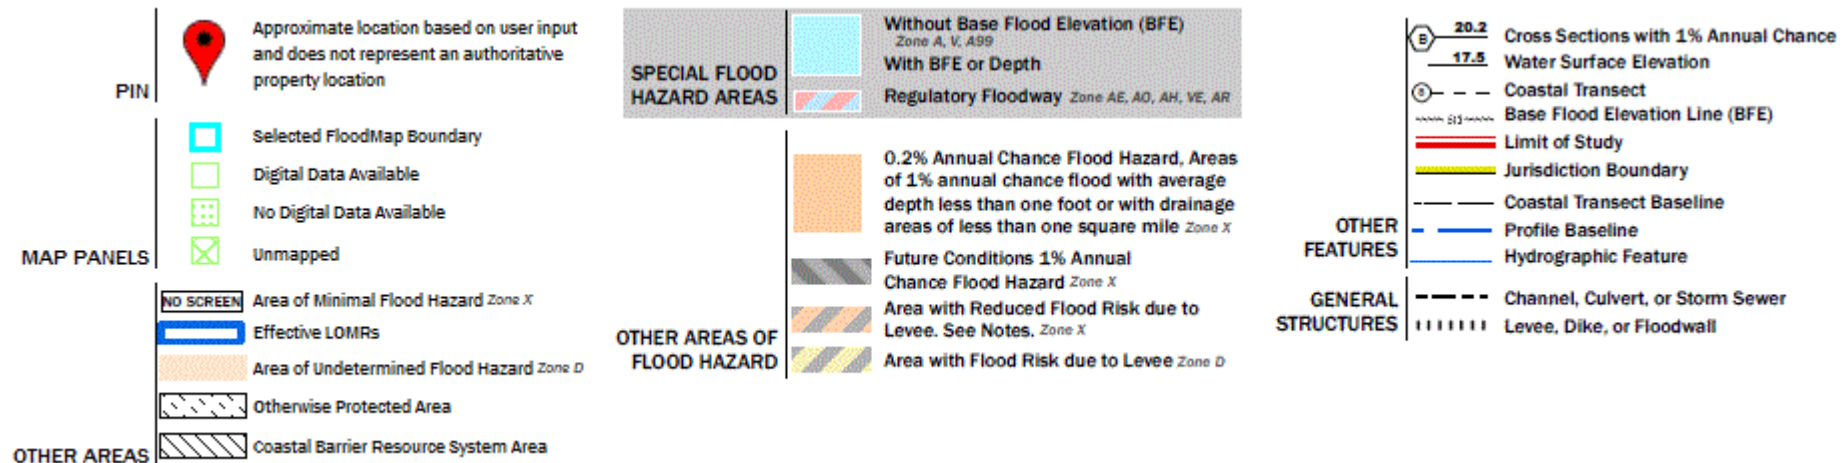 PIN
Approximate location based on user input
and does not represent an authoritative
property location
MAP PANELS
Selected FloodMap Boundary
Digital Data Available
No Digital Data Available
Unmapped
OTHER AREAS
NO SCREEN Area of Minimal Flood Hazard Zone X
Effective LOMRs
Area of Undetermined Flood Hazard Zone D
Otherwise Protected Area
Coastal Barrier Resource System Area
SPECIAL FLOOD
HAZARD AREAS
Without Base Flood Elevation (BFE)
Zone A, V, A99
With BFE or Depth
Regulatory Floodway Zone AE, AO, AH, VE, AR
OTHER AREAS OF
FLOOD HAZARD
0.2% Annual Chance Flood Hazard, Areas
of 1% annual chance flood with average
depth less than one foot or with drainage
areas of less than one square mile Zone X
Future Conditions 1% Annual
Chance Flood Hazard Zone X
Area with Reduced Flood Risk due to
Levee. See Notes. Zone X
Area with Flood Risk due to Levee Zone D
OTHER
FEATURES
B 20.2 Cross Sections with 1% Annual Chance
17.5 Water Surface Elevation
Coastal Transect
Base Flood Elevation Line (BFE)
Limit of Study
Jurisdiction Boundary
Coastal Transect Baseline
Profile Baseline
Hydrographic Feature
GENERAL
STRUCTURES
Channel, Culvert, or Storm Sewer
Levee, Dike, or Floodwall